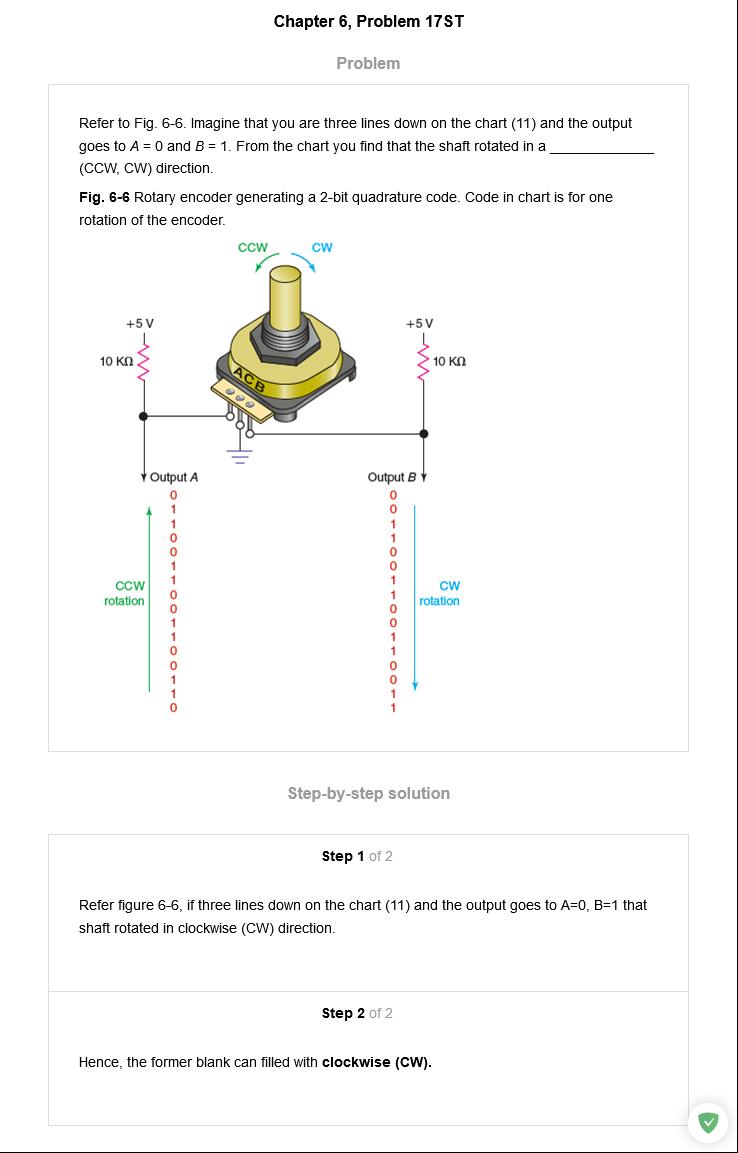 Chapter 6, Problem 17ST
Problem
Refer to Fig. 6-6. Imagine that you are three lines down on the chart (11) and the output
goes to A = 0 and B = 1. From the chart you find that the shaft rotated in a ______________
(CCW, CW) direction.
Fig. 6-6 Rotary encoder generating a 2-bit quadrature code. Code in chart is for one
rotation of the encoder.
CCW CW
+5 V +5 V
10 KΩ 10 KΩ
ACB
Output A Output B
0 0
1 0
1 1
0 1
0 0
1 0
1 1
0 1
0 0
1 0
1 1
0 1
0 0
1 0
1 1
0 1
CCW
rotation
CW
rotation
Step-by-step solution
Step 1 of 2
Refer figure 6-6, if three lines down on the chart (11) and the output goes to A=0, B=1 that
shaft rotated in clockwise (CW) direction.
Step 2 of 2
Hence, the former blank can filled with clockwise (CW).